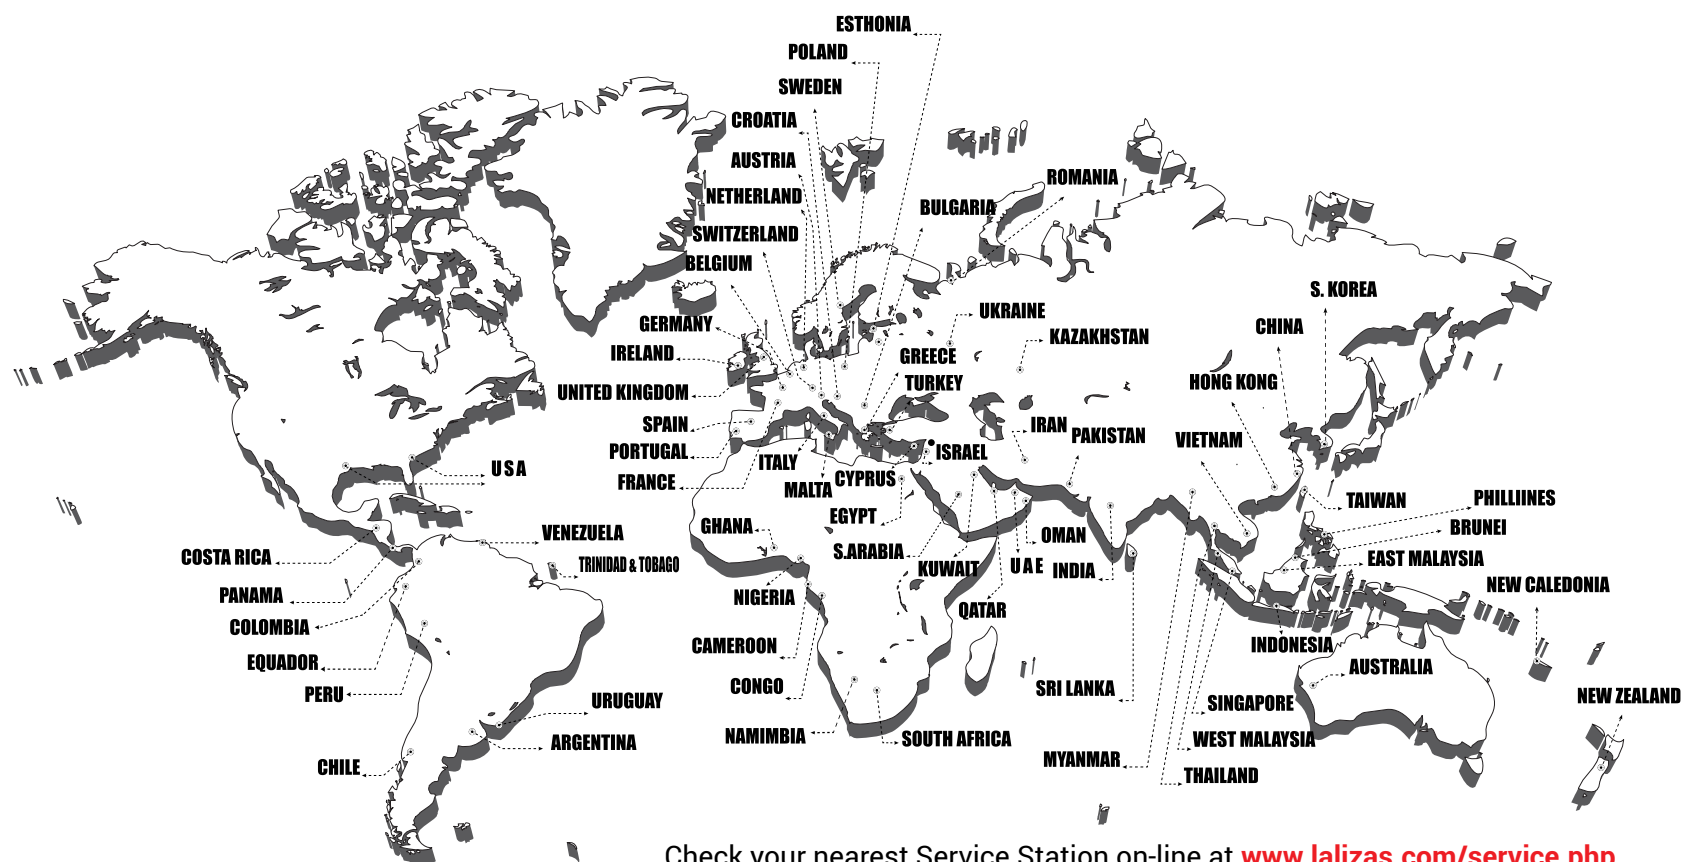 ESTHONIA
POLAND
SWEDEN
CROATIA
AUSTRIA
NETHERLAND
SWITZERLAND
BELGIUM
GERMANY
IRELAND
UNITED KINGDOM
SPAIN
PORTUGAL
FRANCE
ITALY
MALTA
CYPRUS
EGYPT
ISRAEL
ROMANIA
BULGARIA
UKRAINE
KAZAKHSTAN
GREECE
TURKEY
IRAN
PAKISTAN
S. KOREA
CHINA
HONG KONG
VIETNAM
TAIWAN
PHILLIINES
BRUNEI
EAST MALAYSIA
NEW CALEDONIA
USA
COSTA RICA
PANAMA
COLOMBIA
EQUADOR
PERU
CHILE
VENEZUELA
TRINIDAD & TOBAGO
URUGUAY
ARGENTINA
GHANA
NIGERIA
CAMEROON
CONGO
NAMIMBIA
SOUTH AFRICA
S.ARABIA
KUWAIT
QATAR
UAE
OMAN
INDIA
SRI LANKA
MYANMAR
THAILAND
WEST MALAYSIA
SINGAPORE
INDONESIA
AUSTRALIA
NEW ZEALAND
Check your nearest Service Station on-line at www.lalizas.com/service.php